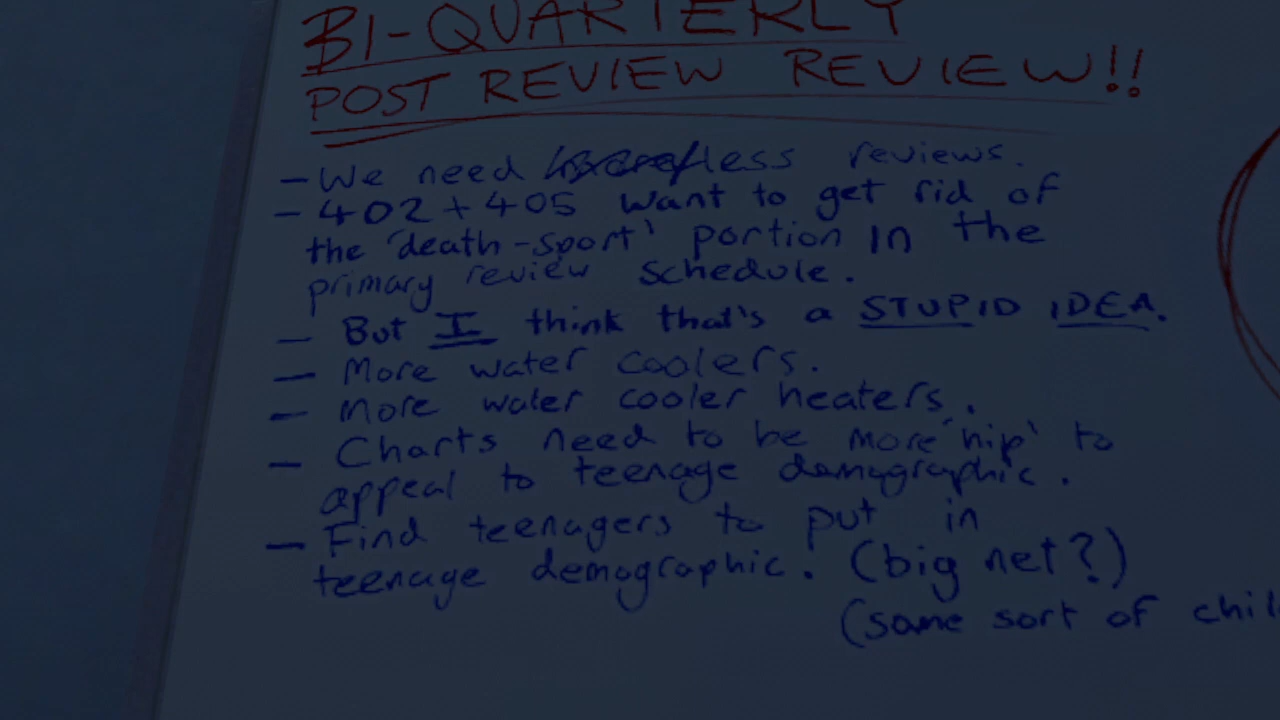 BI-QUARTERLY
POST REVIEW REVIEW!!
- We need less reviews.
- 402 + 405 want to get rid of
the 'death-sport' portion in the
primary review schedule.
- But I think that's a STUPID IDEA.
- More water coolers.
- More water cooler heaters.
- Charts need to be more 'hip' to
appeal to teenage demographic.
- Find teenagers to put in
teenage demographic. (big net?)
(some sort of